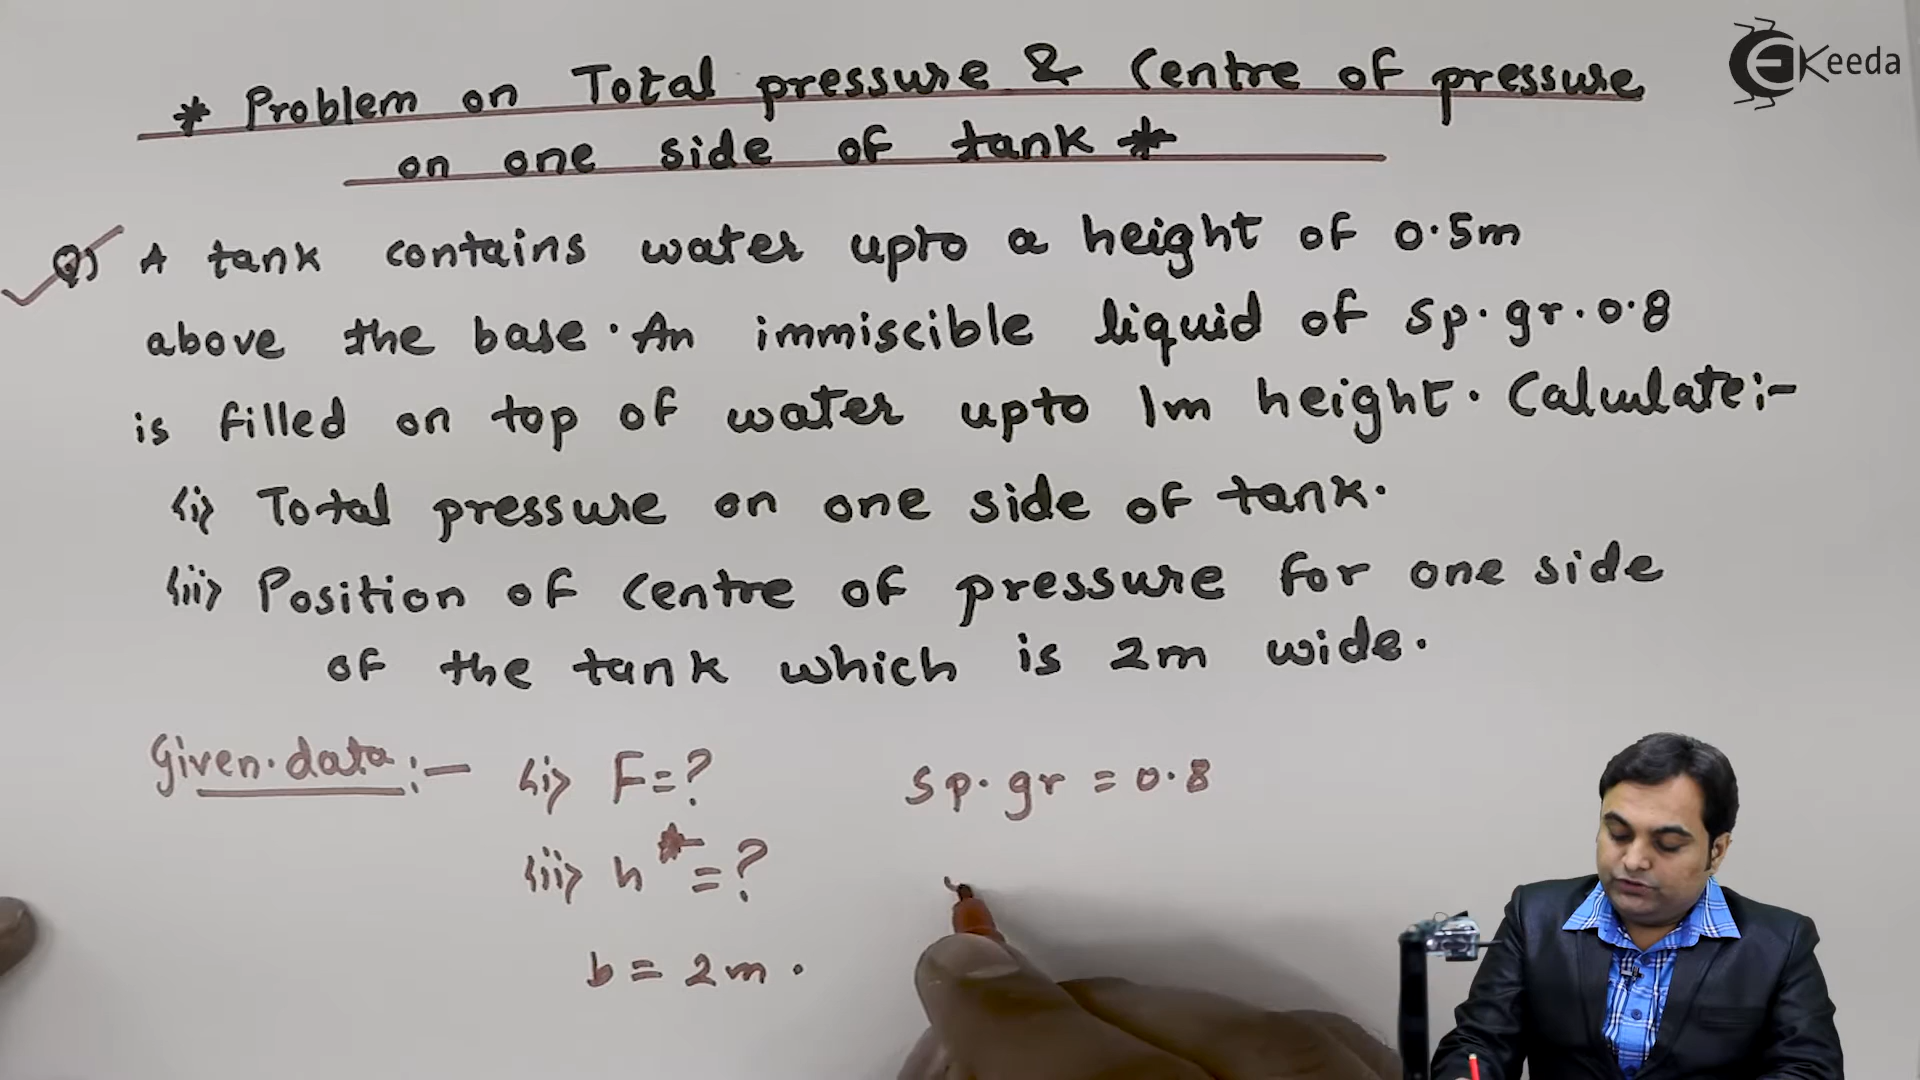 EKeeda
* Problem on Total pressure & Centre of pressure
on one side of tank *
Q) A tank contains water upto a height of 0.5m
above the base. An immiscible liquid of sp.gr.0.8
is filled on top of water upto 1m height. Calculate:-
(i) Total pressure on one side of tank.
(ii) Position of centre of pressure for one side
of the tank which is 2m wide.
Given.data:- (i) F=? sp.gr = 0.8
(ii) h*=?
b = 2m.